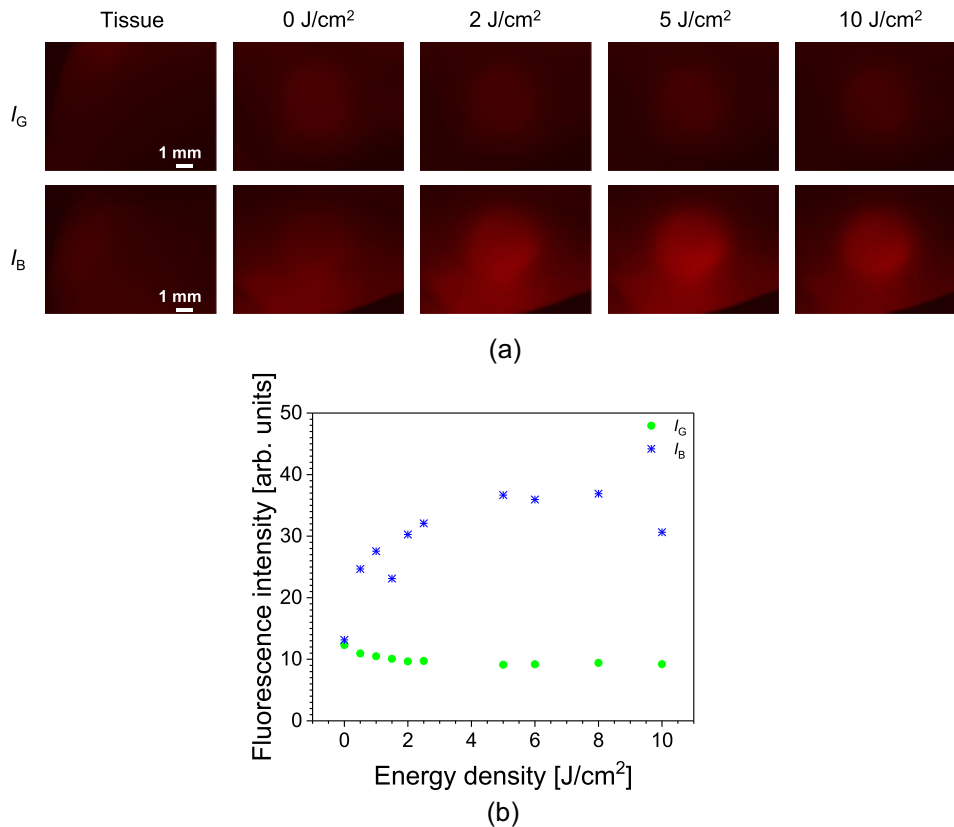 Tissue 0 J/cm² 2 J/cm² 5 J/cm² 10 J/cm²
I_G
1 mm
I_B
1 mm
(a)
Fluorescence intensity [arb. units]
50
40
30
20
10
0
I_G
I_B
0 2 4 6 8 10
Energy density [J/cm²]
(b)